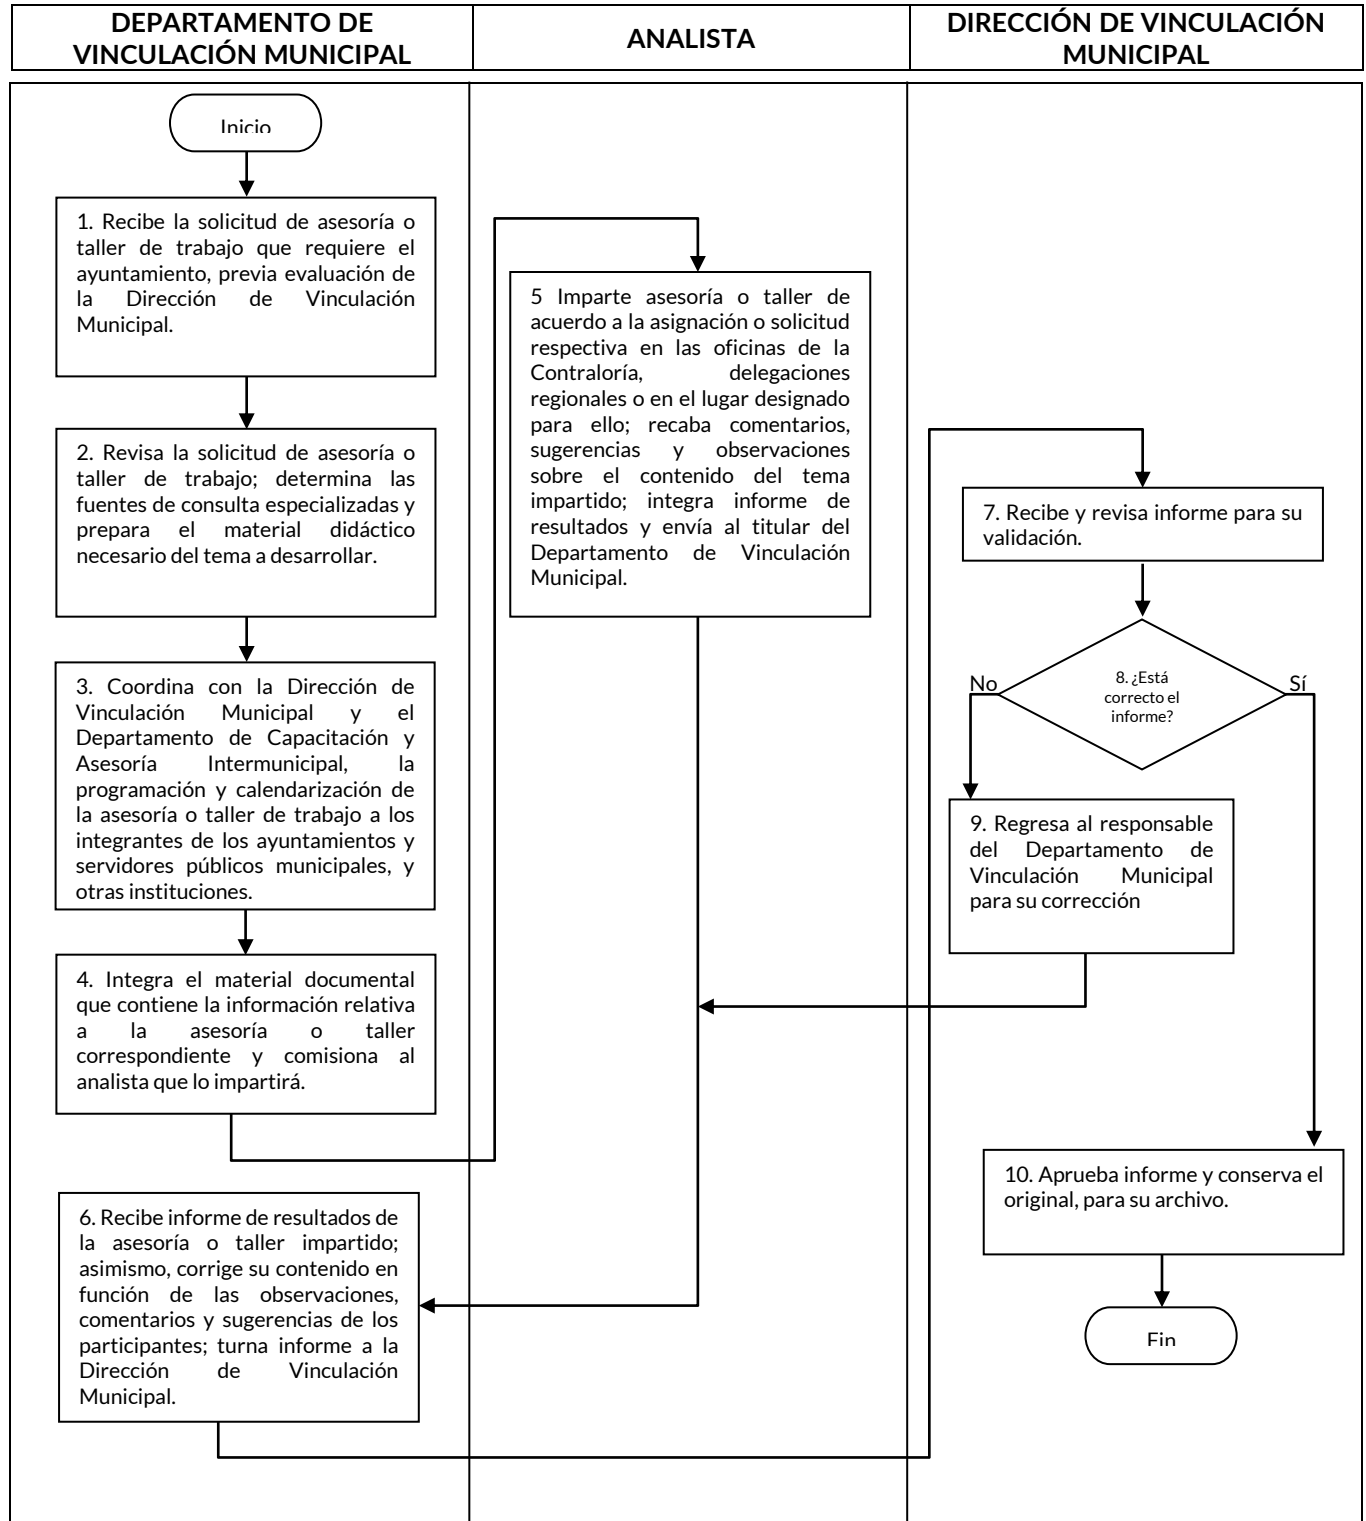 DEPARTAMENTO DE
VINCULACIÓN MUNICIPAL
ANALISTA
DIRECCIÓN DE VINCULACIÓN
MUNICIPAL
Inicio
1. Recibe la solicitud de asesoría o
taller de trabajo que requiere el
ayuntamiento, previa evaluación de
la Dirección de Vinculación
Municipal.
2. Revisa la solicitud de asesoría o
taller de trabajo; determina las
fuentes de consulta especializadas y
prepara el material didáctico
necesario del tema a desarrollar.
3. Coordina con la Dirección de
Vinculación Municipal y el
Departamento de Capacitación y
Asesoría Intermunicipal, la
programación y calendarización de
la asesoría o taller de trabajo a los
integrantes de los ayuntamientos y
servidores públicos municipales, y
otras instituciones.
4. Integra el material documental
que contiene la información relativa
a la asesoría o taller
correspondiente y comisiona al
analista que lo impartirá.
5 Imparte asesoría o taller de
acuerdo a la asignación o solicitud
respectiva en las oficinas de la
Contraloría, delegaciones
regionales o en el lugar designado
para ello; recaba comentarios,
sugerencias y observaciones
sobre el contenido del tema
impartido; integra informe de
resultados y envía al titular del
Departamento de Vinculación
Municipal.
6. Recibe informe de resultados de
la asesoría o taller impartido;
asimismo, corrige su contenido en
función de las observaciones,
comentarios y sugerencias de los
participantes; turna informe a la
Dirección de Vinculación
Municipal.
7. Recibe y revisa informe para su
validación.
8. ¿Está
correcto el
informe?
No
Sí
9. Regresa al responsable
del Departamento de
Vinculación Municipal
para su corrección
10. Aprueba informe y conserva el
original, para su archivo.
Fin